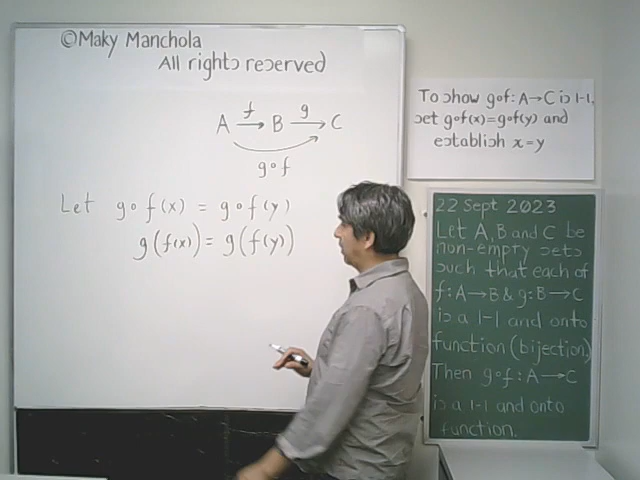 ©Maky Manchola
All rights reserved
A f→ B g→ C
g∘f
Let g∘f(x) = g∘f(y)
g(f(x)) = g(f(y))
To show g∘f: A→C is 1-1,
set g∘f(x)=g∘f(y) and
establish x=y
22 Sept 2023
Let A, B and C be
non-empty sets
such that each of
f: A→B & g: B→C
is a 1-1 and onto
function (bijection)
Then g∘f: A→C
is a 1-1 and onto
function.